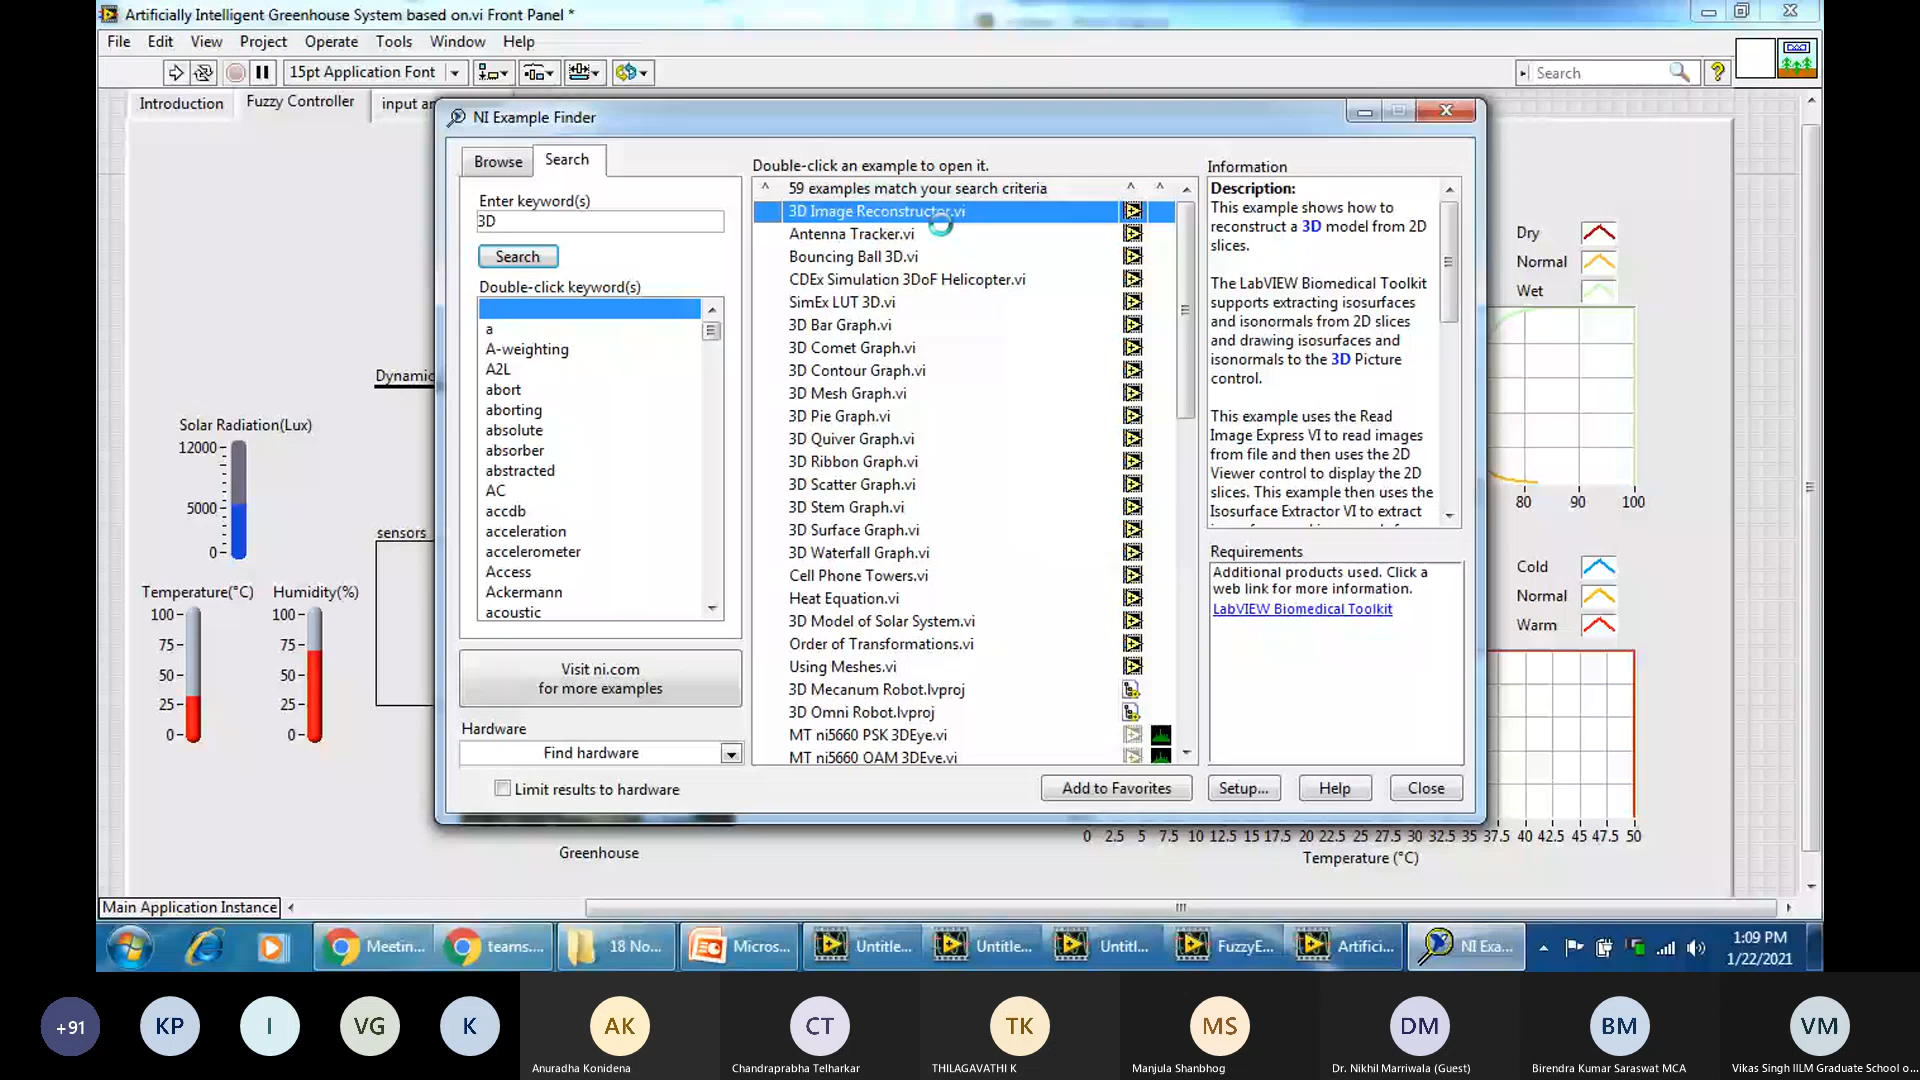 Artificially Intelligent Greenhouse System based on.vi Front Panel *
File Edit View Project Operate Tools Window Help
15pt Application Font
Search
?
Introduction Fuzzy Controller input an
NI Example Finder
Browse Search
Enter keyword(s)
3D
Search
Double-click keyword(s)
a
A-weighting
A2L
abort
aborting
absolute
absorber
abstracted
AC
accdb
acceleration
accelerometer
Access
Ackermann
acoustic
Visit ni.com
for more examples
Hardware
Find hardware
Limit results to hardware
Double-click an example to open it.
59 examples match your search criteria
3D Image Reconstructor.vi
Antenna Tracker.vi
Bouncing Ball 3D.vi
CDEx Simulation 3DoF Helicopter.vi
SimEx LUT 3D.vi
3D Bar Graph.vi
3D Comet Graph.vi
3D Contour Graph.vi
3D Mesh Graph.vi
3D Pie Graph.vi
3D Quiver Graph.vi
3D Ribbon Graph.vi
3D Scatter Graph.vi
3D Stem Graph.vi
3D Surface Graph.vi
3D Waterfall Graph.vi
Cell Phone Towers.vi
Heat Equation.vi
3D Model of Solar System.vi
Order of Transformations.vi
Using Meshes.vi
3D Mecanum Robot.lvproj
3D Omni Robot.lvproj
MT ni5660 PSK 3DEye.vi
MT ni5660 QAM 3DEye.vi
Information
Description:
This example shows how to
reconstruct a 3D model from 2D
slices.
The LabVIEW Biomedical Toolkit
supports extracting isosurfaces
and isonormals from 2D slices
and drawing isosurfaces and
isonormals to the 3D Picture
control.
This example uses the Read
Image Express VI to read images
from file and then uses the 2D
Viewer control to display the 2D
slices. This example then uses the
Isosurface Extractor VI to extract
Requirements
Additional products used. Click a
web link for more information.
LabVIEW Biomedical Toolkit
Add to Favorites Setup... Help Close
Dynamic
Solar Radiation(Lux)
12000
5000
0
sensors
Temperature(°C) Humidity(%)
100 100
75 75
50 50
25 25
0 0
Dry
Normal
Wet
80 90 100
Cold
Normal
Warm
0 2.5 5 7.5 10 12.5 15 17.5 20 22.5 25 27.5 30 32.5 35 37.5 40 42.5 45 47.5 50
Temperature (°C)
Greenhouse
Main Application Instance
Meetin... teams.... 18 No... Micros... Untitle... Untitle... Untitl... FuzzyE... Artifici... NI Exa...
1:09 PM
1/22/2021
+91 KP I VG K AK CT TK MS DM BM VM
Anuradha Konidena Chandraprabha Telharkar THILAGAVATHI K Manjula Shanbhog Dr. Nikhil Marriwala (Guest) Birendra Kumar Saraswat MCA Vikas Singh IILM Graduate School o...